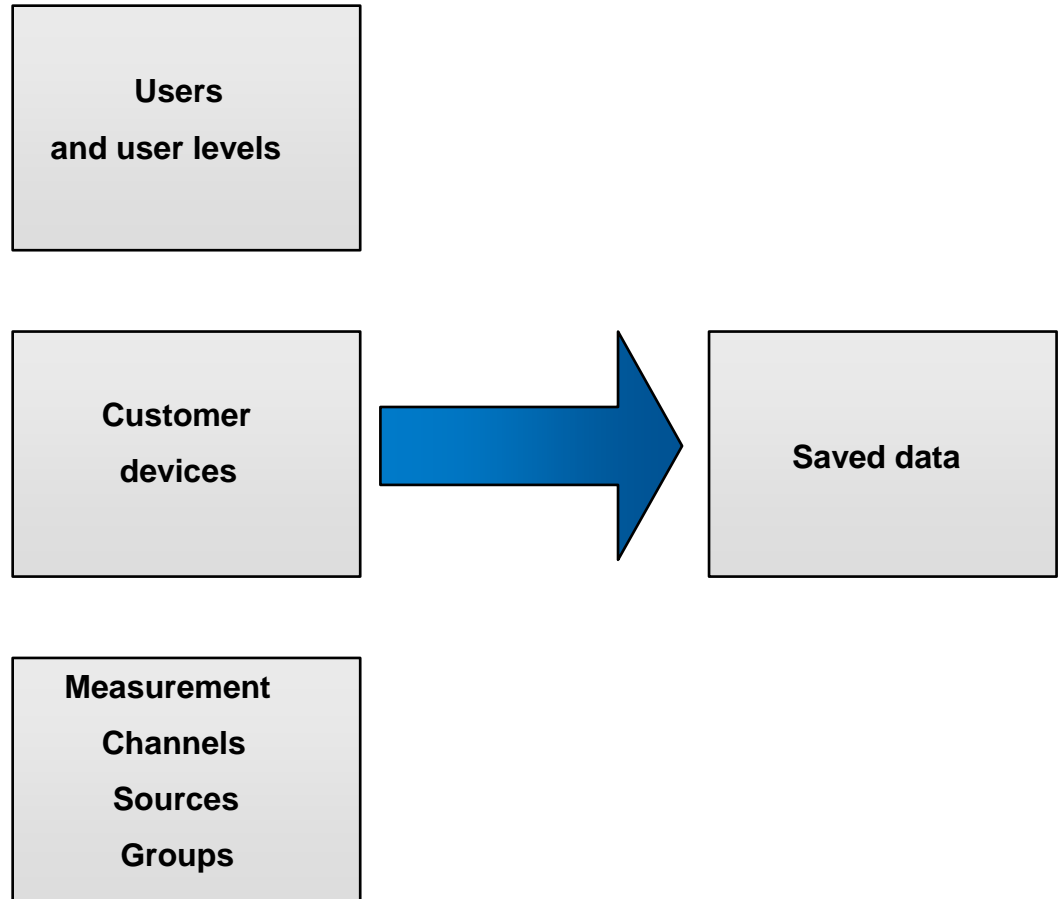 Users
and user levels
Customer
devices
Saved data
Measurement
Channels
Sources
Groups